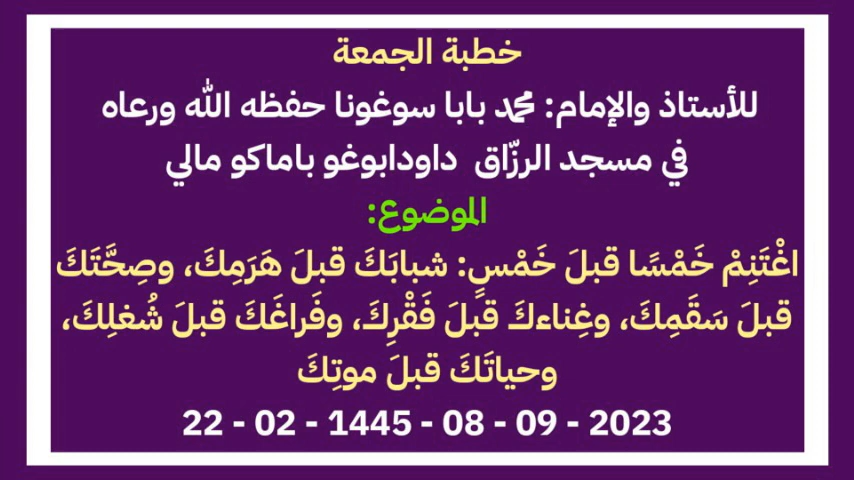 خطبة الجمعة
للأستاذ والإمام: محمد بابا سوغونا حفظه الله ورعاه
في مسجد الرزّاق داودابوغو باماكو مالي
الموضوع:
اغْتَنِمْ خَمْسًا قبلَ خَمْسٍ: شبابَكَ قبلَ هَرَمِكَ، وصِحَّتَكَ
قبلَ سَقَمِكَ، وغِناءكَ قبلَ فَقْرِكَ، وفَراغَكَ قبلَ شُغلِكَ،
وحياتَكَ قبلَ موتِكَ
22 - 02 - 1445 - 08 - 09 - 2023